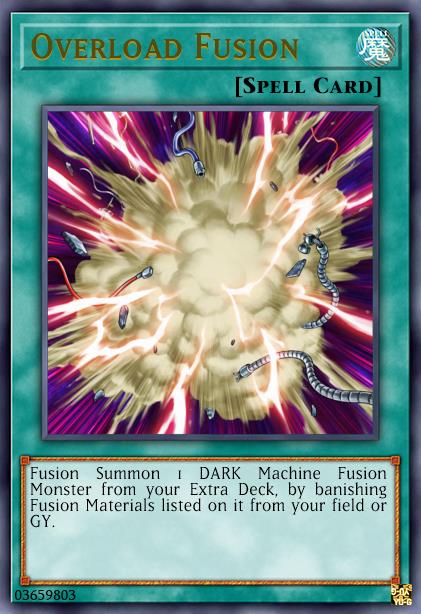 OVERLOAD FUSION
魔
[SPELL CARD]
Fusion Summon 1 DARK Machine Fusion
Monster from your Extra Deck, by banishing
Fusion Materials listed on it from your field or
GY.
03659803